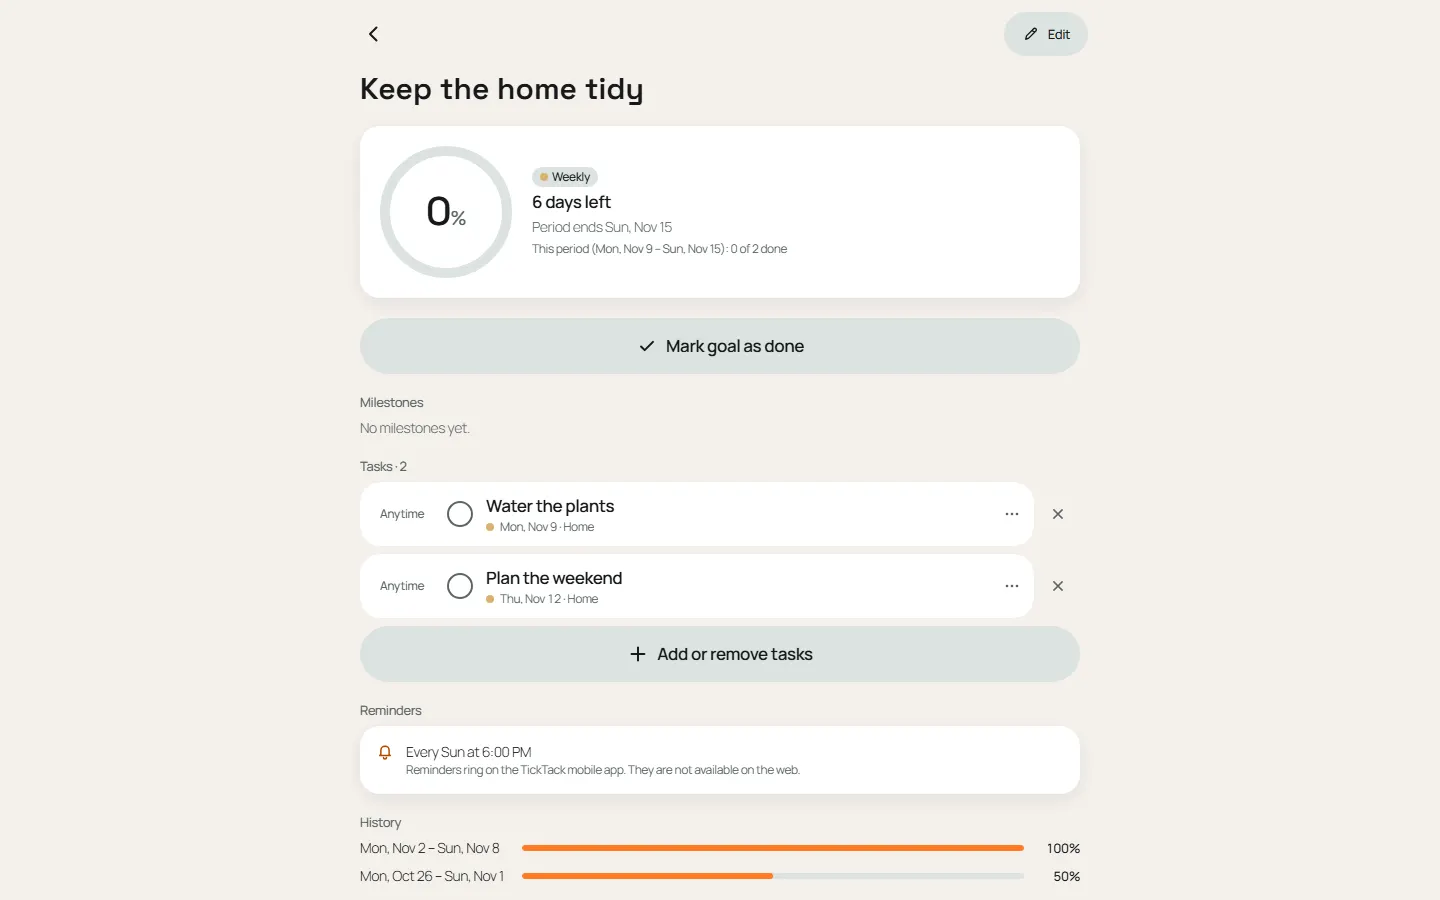 Edit
Keep the home tidy
0%
Weekly
6 days left
Period ends Sun, Nov 15
This period (Mon, Nov 9 – Sun, Nov 15): 0 of 2 done
Mark goal as done
Milestones
No milestones yet.
Tasks · 2
Anytime
Water the plants
Mon, Nov 9 · Home
Anytime
Plan the weekend
Thu, Nov 12 · Home
Add or remove tasks
Reminders
Every Sun at 6:00 PM
Reminders ring on the TickTack mobile app. They are not available on the web.
History
Mon, Nov 2 – Sun, Nov 8 100%
Mon, Oct 26 – Sun, Nov 1 50%